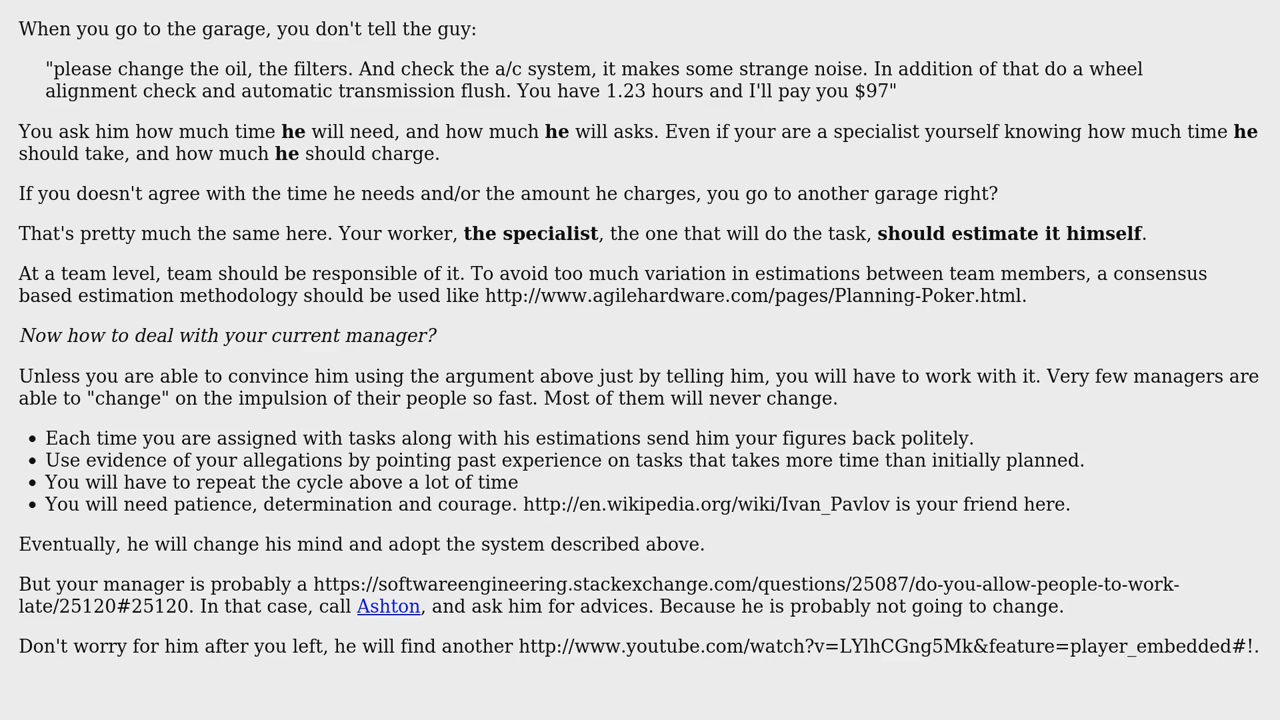 When you go to the garage, you don't tell the guy:
"please change the oil, the filters. And check the a/c system, it makes some strange noise. In addition of that do a wheel
alignment check and automatic transmission flush. You have 1.23 hours and I'll pay you $97"
You ask him how much time he will need, and how much he will asks. Even if your are a specialist yourself knowing how much time he
should take, and how much he should charge.
If you doesn't agree with the time he needs and/or the amount he charges, you go to another garage right?
That's pretty much the same here. Your worker, the specialist, the one that will do the task, should estimate it himself.
At a team level, team should be responsible of it. To avoid too much variation in estimations between team members, a consensus
based estimation methodology should be used like http://www.agilehardware.com/pages/Planning-Poker.html.
Now how to deal with your current manager?
Unless you are able to convince him using the argument above just by telling him, you will have to work with it. Very few managers are
able to "change" on the impulsion of their people so fast. Most of them will never change.
• Each time you are assigned with tasks along with his estimations send him your figures back politely.
• Use evidence of your allegations by pointing past experience on tasks that takes more time than initially planned.
• You will have to repeat the cycle above a lot of time
• You will need patience, determination and courage. http://en.wikipedia.org/wiki/Ivan_Pavlov is your friend here.
Eventually, he will change his mind and adopt the system described above.
But your manager is probably a https://softwareengineering.stackexchange.com/questions/25087/do-you-allow-people-to-work-
late/25120#25120. In that case, call Ashton, and ask him for advices. Because he is probably not going to change.
Don't worry for him after you left, he will find another http://www.youtube.com/watch?v=LYlhCGng5Mk&feature=player_embedded#!.